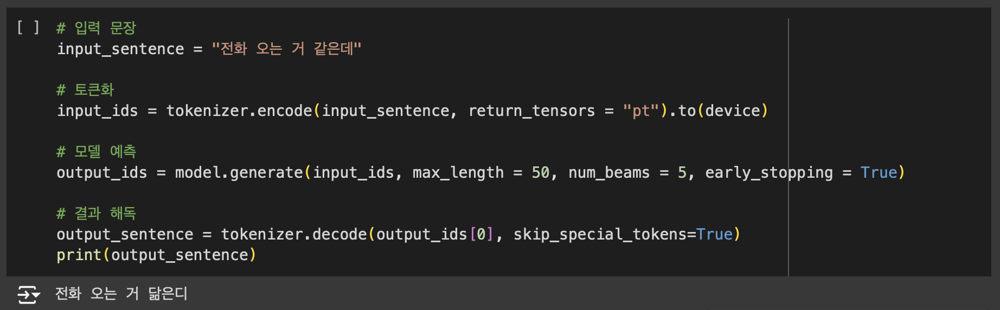 [ ] # 입력 문장
input_sentence = "전화 오는 거 같은데"
# 토큰화
input_ids = tokenizer.encode(input_sentence, return_tensors = "pt").to(device)
# 모델 예측
output_ids = model.generate(input_ids, max_length = 50, num_beams = 5, early_stopping = True)
# 결과 해독
output_sentence = tokenizer.decode(output_ids[0], skip_special_tokens=True)
print(output_sentence)
전화 오는 거 닮은디